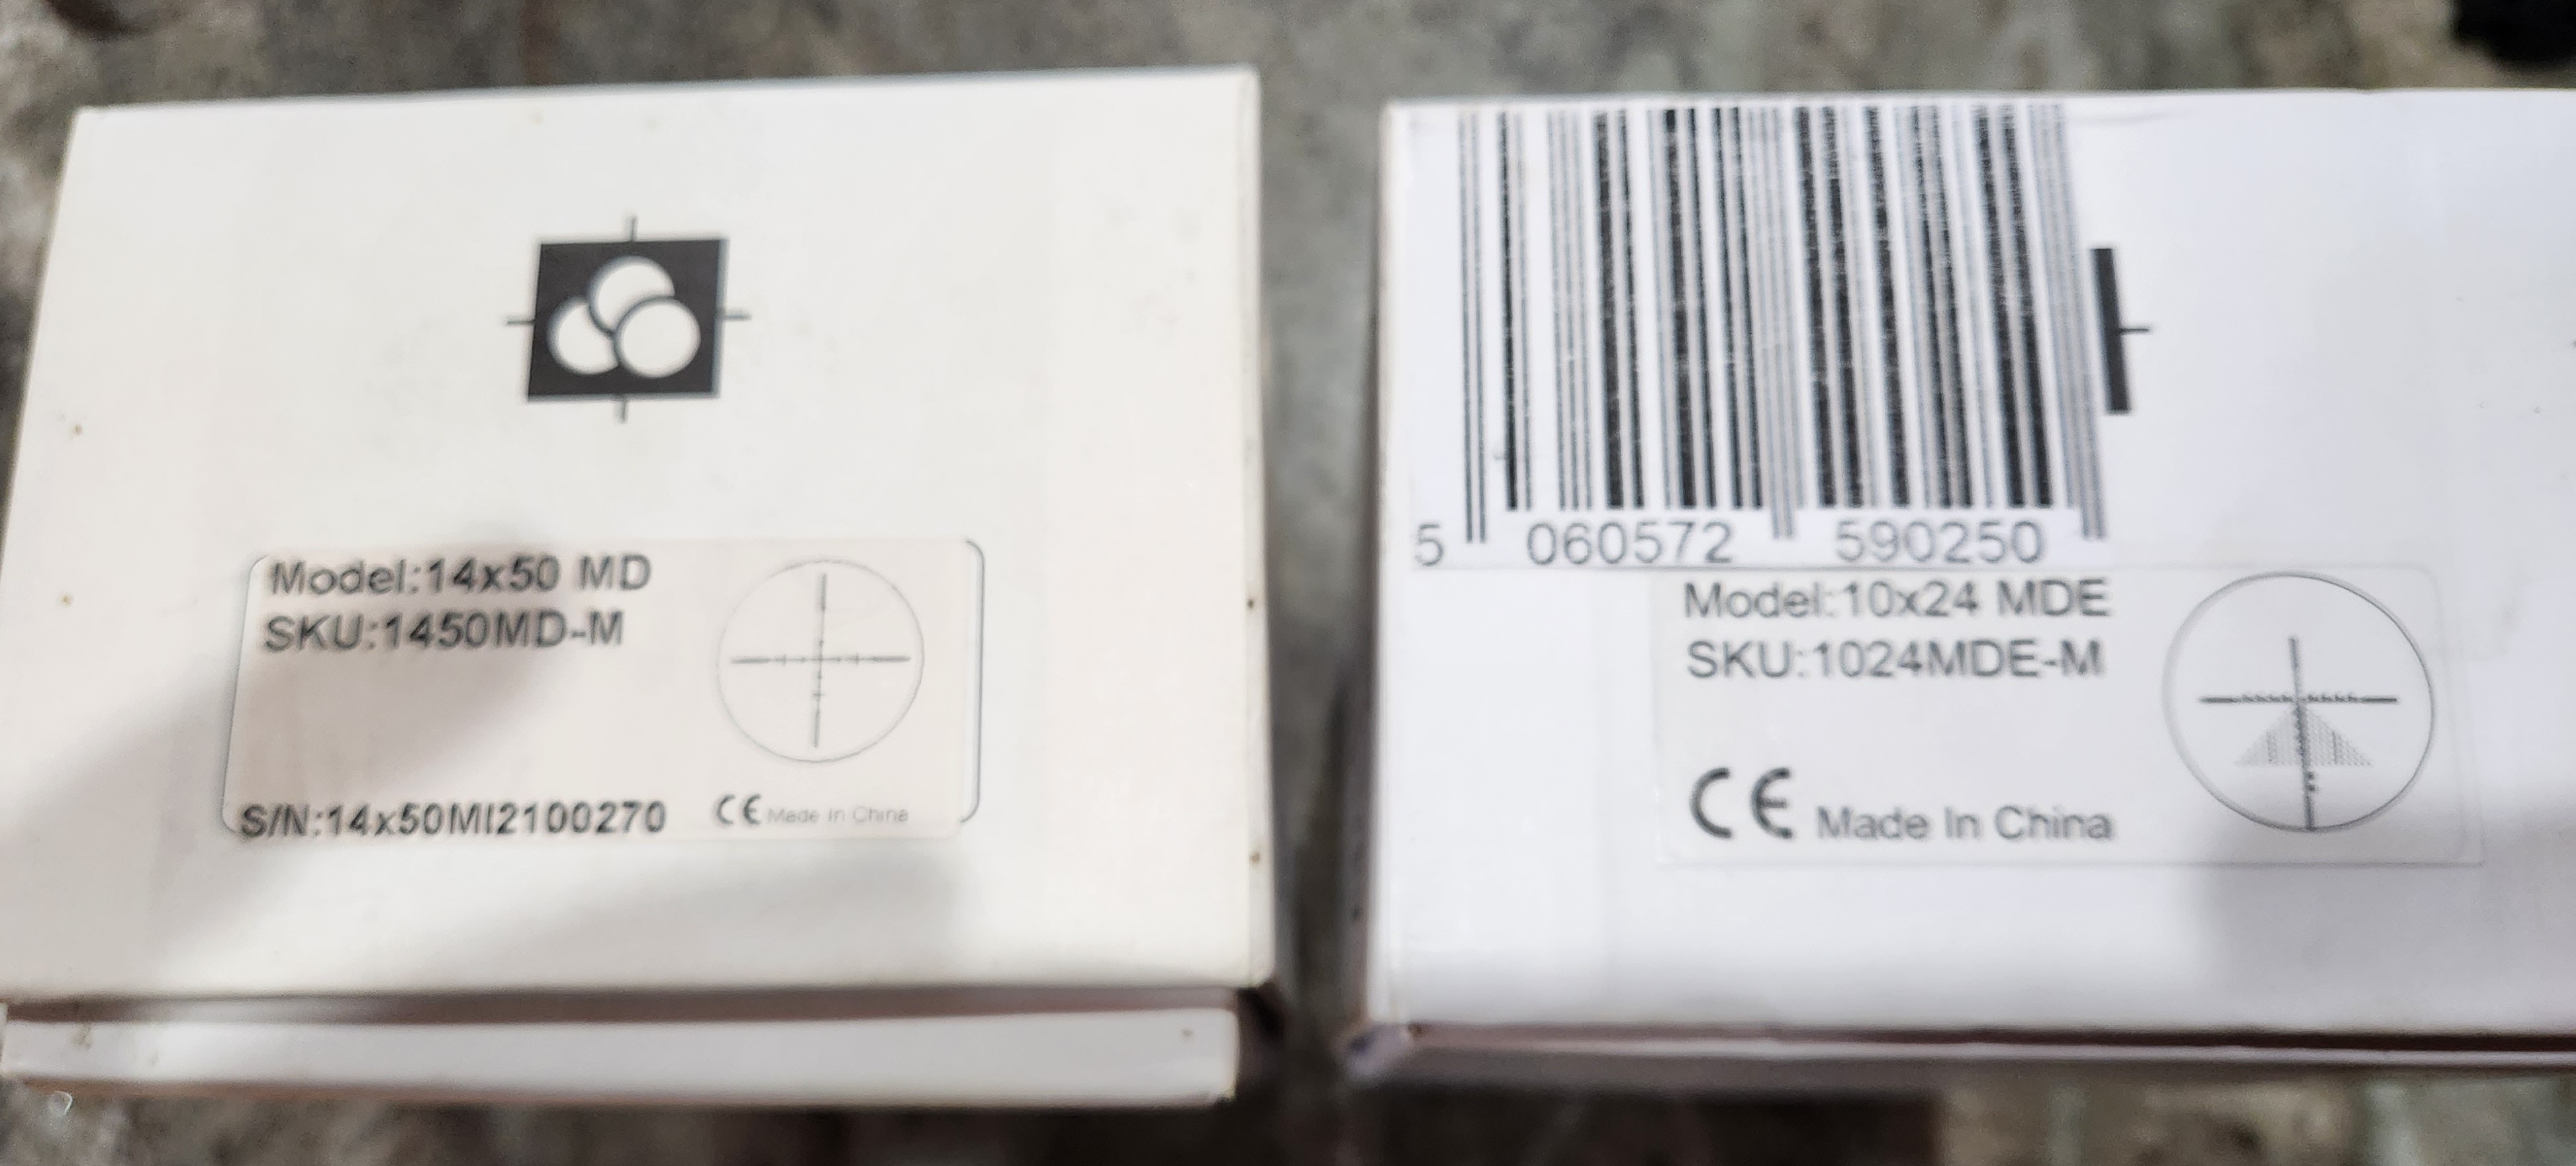 Model:14x50 MD
SKU:1450MD-M
S/N:14x50MI2100270
CE Made In China
5 060572 590250
Model:10x24 MDE
SKU:1024MDE-M
CE Made In China